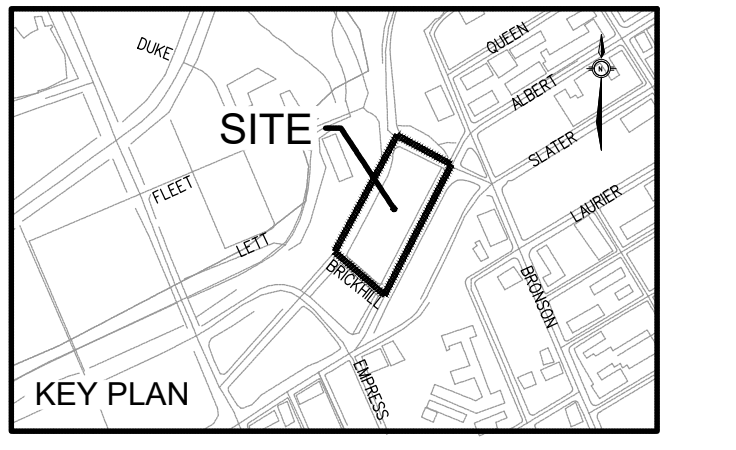 DUKE
QUEEN
N
ALBERT
SITE
SLATER
FLEET
LAURIER
LETT
BRICKHILL
BRONSON
EMPRESS
KEY PLAN